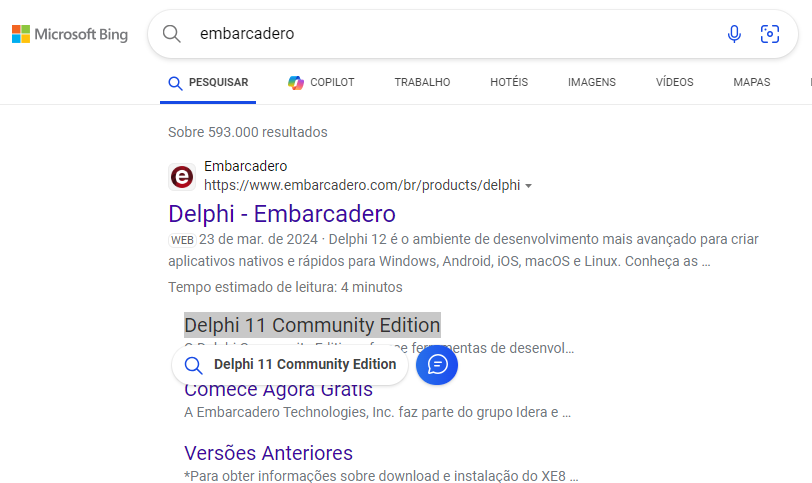 Microsoft Bing
embarcadero
PESQUISAR COPILOT TRABALHO HOTÉIS IMAGENS VÍDEOS MAPAS
Sobre 593.000 resultados
Embarcadero
https://www.embarcadero.com/br/products/delphi
Delphi - Embarcadero
WEB 23 de mar. de 2024 · Delphi 12 é o ambiente de desenvolvimento mais avançado para criar
aplicativos nativos e rápidos para Windows, Android, iOS, macOS e Linux. Conheça as ...
Tempo estimado de leitura: 4 minutos
Delphi 11 Community Edition
entas de desenvol...
Delphi 11 Community Edition
Comece Agora Grátis
A Embarcadero Technologies, Inc. faz parte do grupo Idera e ...
Versões Anteriores
*Para obter informações sobre download e instalação do XE8 ...